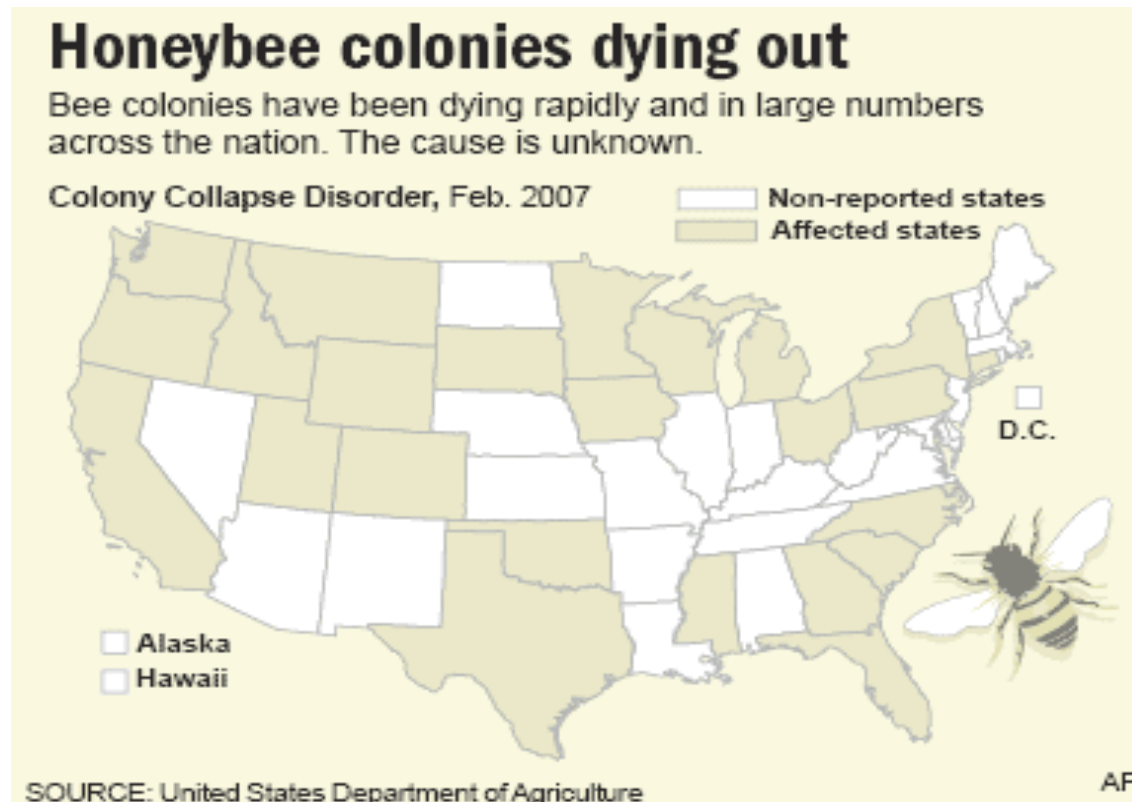 Honeybee colonies dying out
Bee colonies have been dying rapidly and in large numbers
across the nation. The cause is unknown.
Colony Collapse Disorder, Feb. 2007
Non-reported states
Affected states
D.C.
Alaska
Hawaii
SOURCE: United States Department of Agriculture
AP